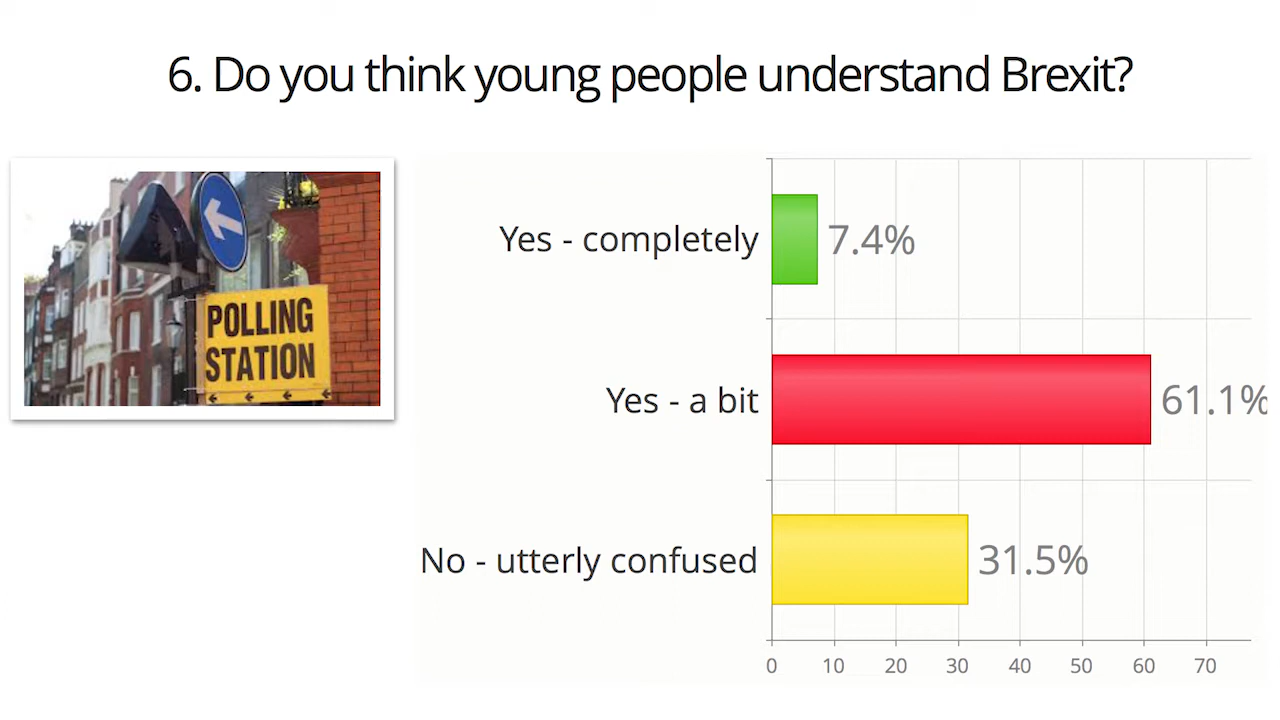 6. Do you think young people understand Brexit?
POLLING
STATION
Yes - completely 7.4%
Yes - a bit 61.1%
No - utterly confused 31.5%
0 10 20 30 40 50 60 70